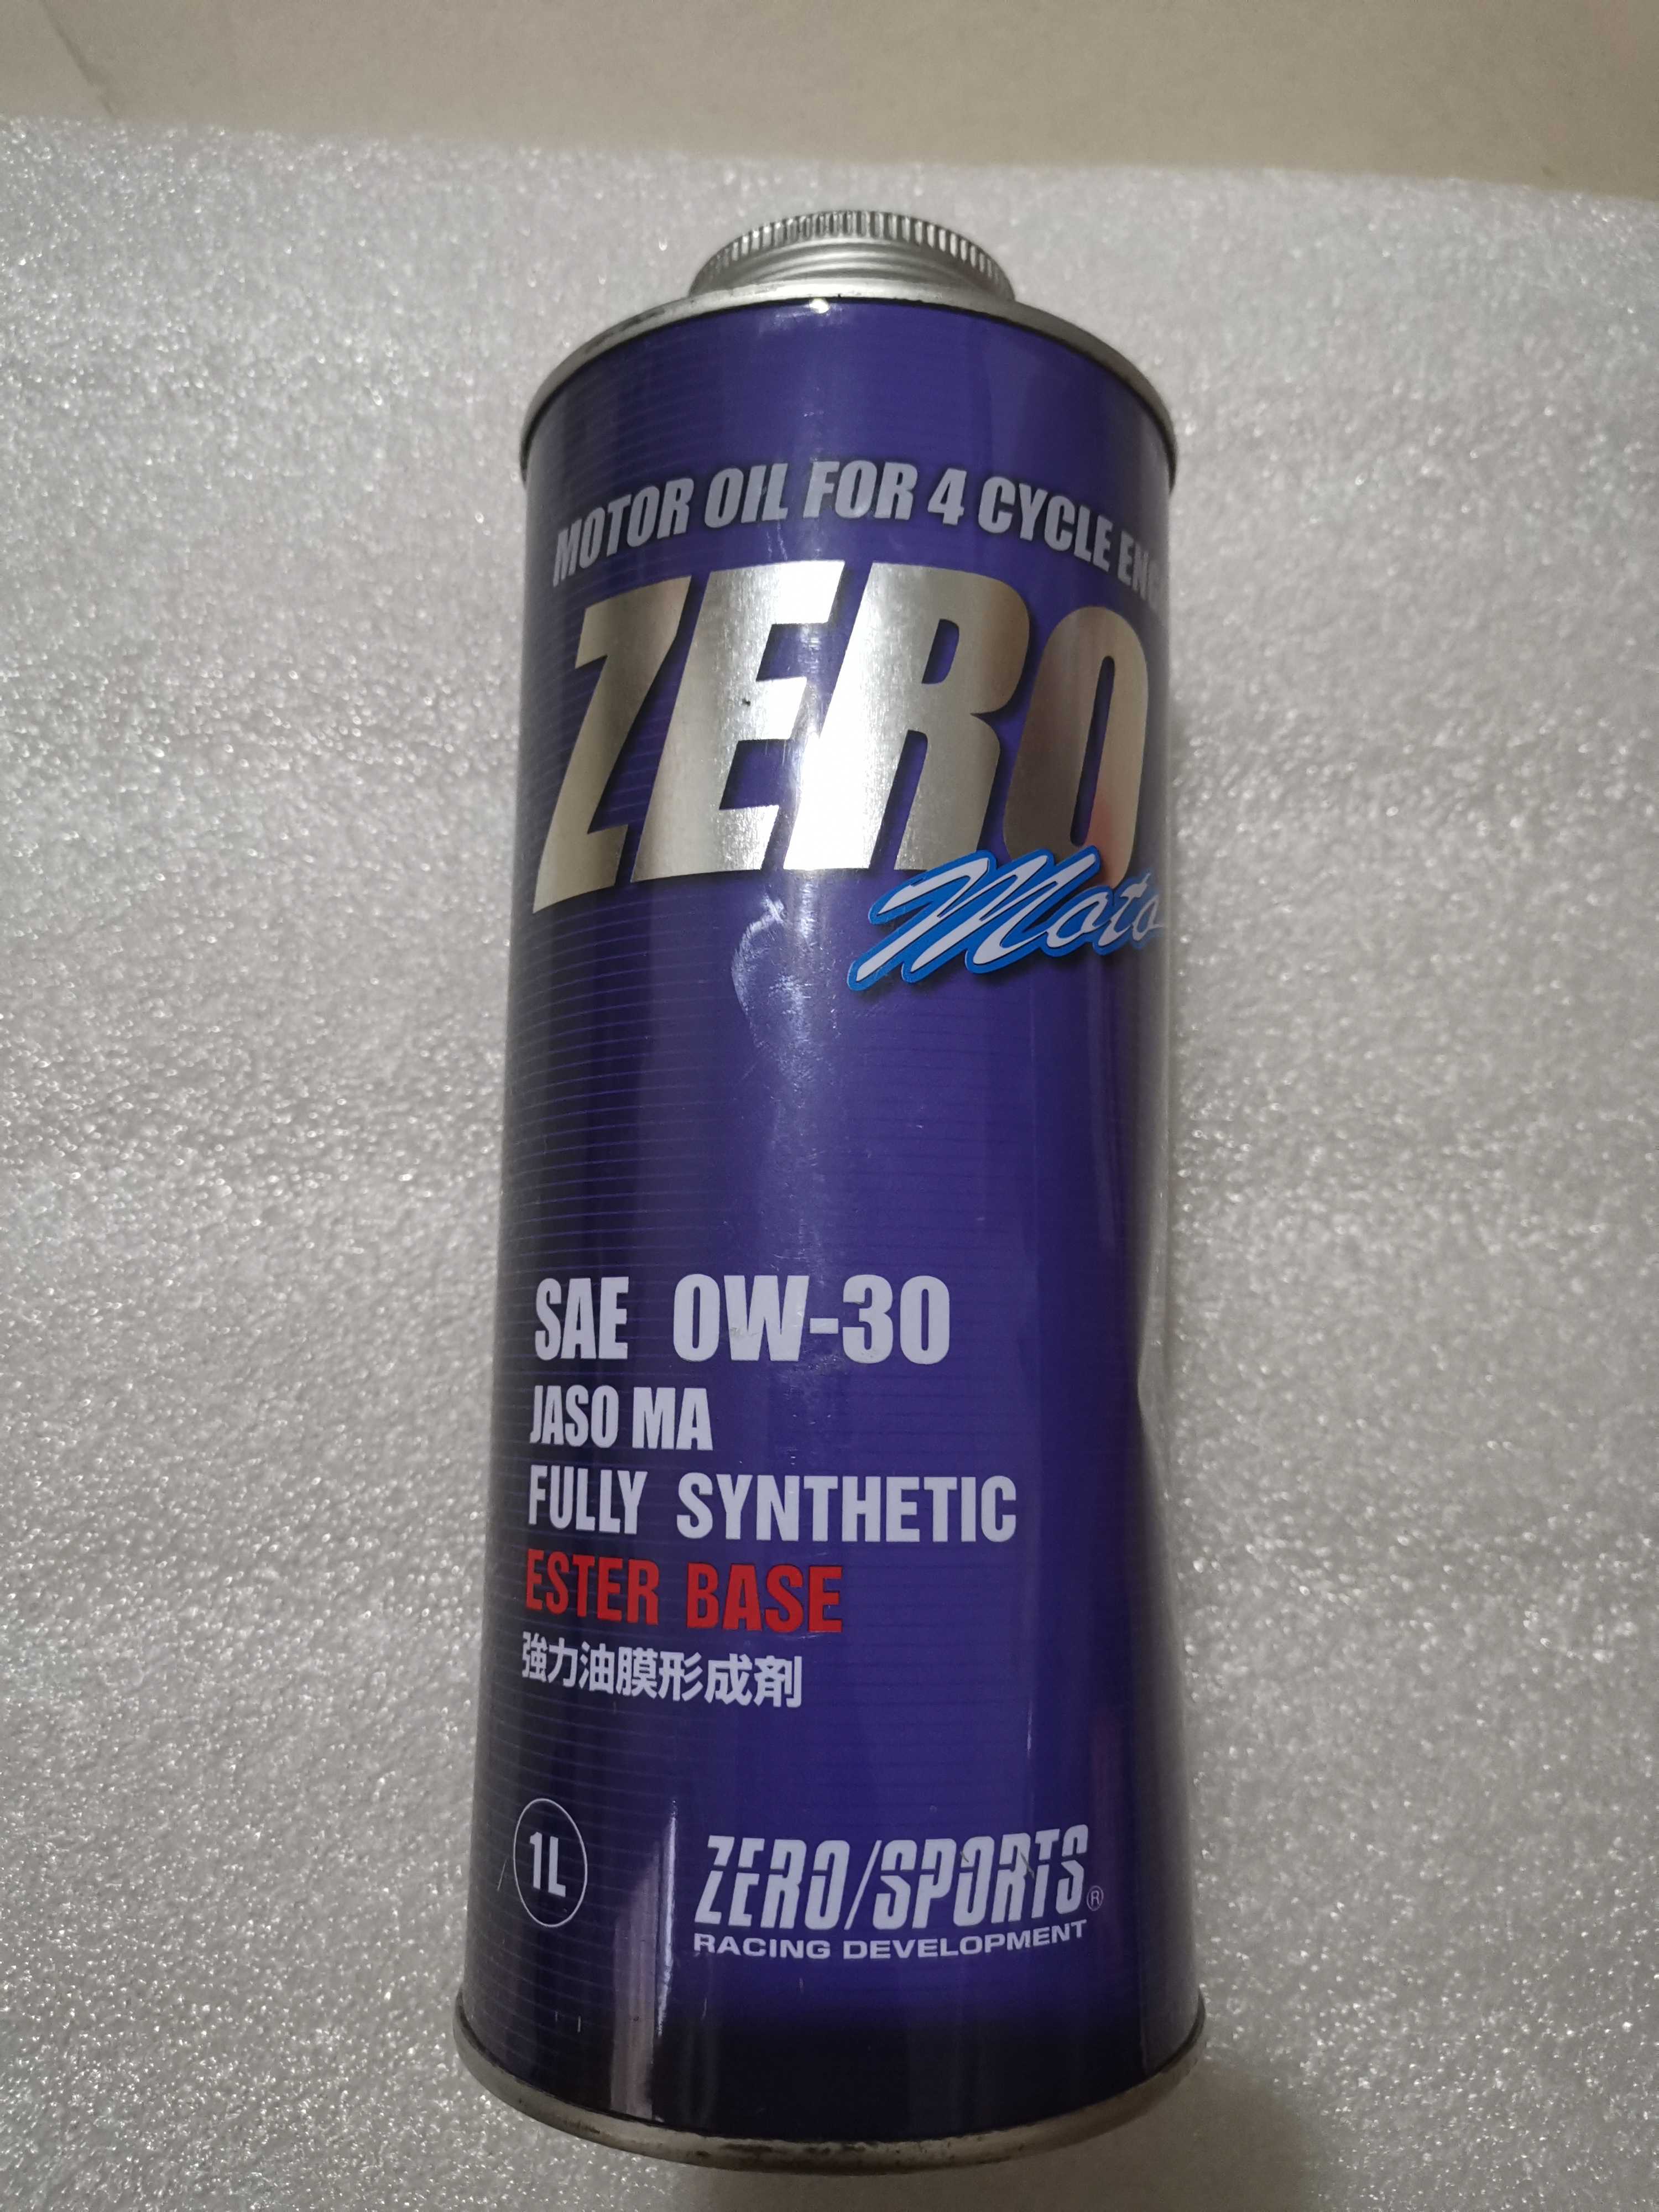 MOTOR OIL FOR 4 CYCLE
ZERO
Moto
SAE 0W-30
JASO MA
FULLY SYNTHETIC
ESTER BASE
強力油膜形成剤
1L
ZERO/SPORTS®
RACING DEVELOPMENT